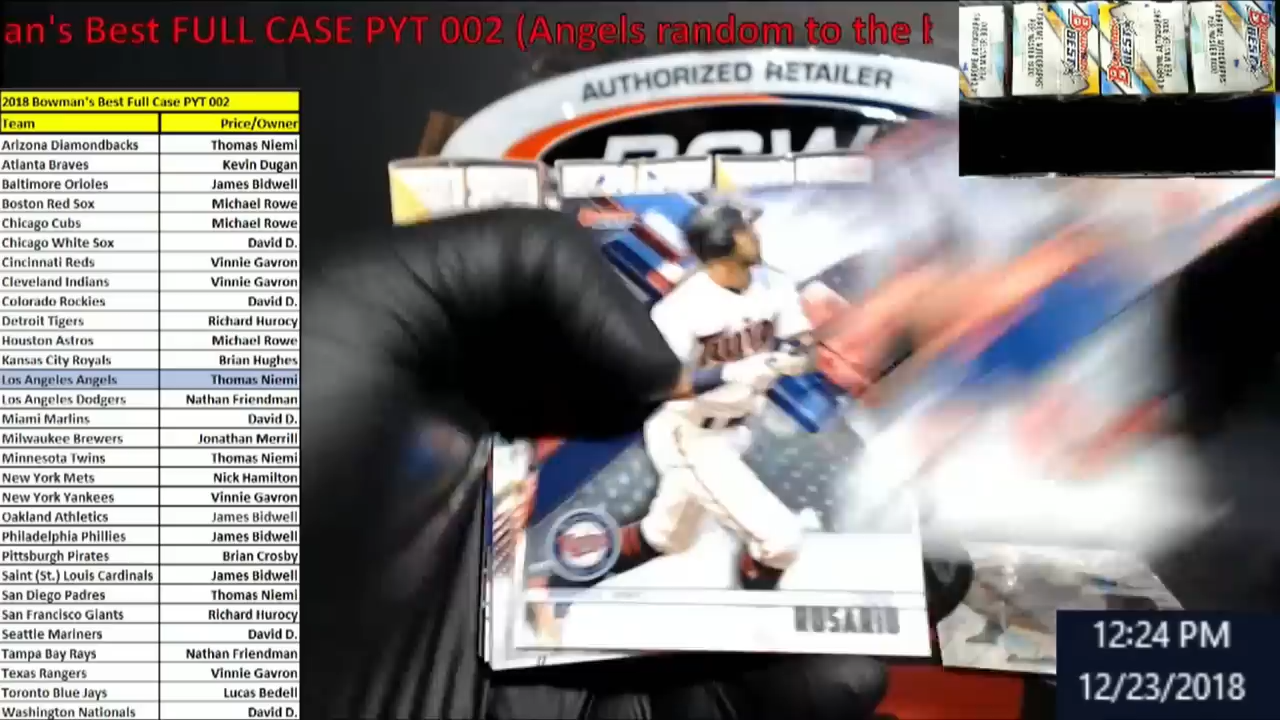 an's Best FULL CASE PYT 002 (Angels random to the
2018 Bowman's Best Full Case PYT 002
Team Price/Owner
Arizona Diamondbacks Thomas Niemi
Atlanta Braves Kevin Dugan
Baltimore Orioles James Bidwell
Boston Red Sox Michael Rowe
Chicago Cubs Michael Rowe
Chicago White Sox David D.
Cincinnati Reds Vinnie Gavron
Cleveland Indians Vinnie Gavron
Colorado Rockies David D.
Detroit Tigers Richard Hurocy
Houston Astros Michael Rowe
Kansas City Royals Brian Hughes
Los Angeles Angels Thomas Niemi
Los Angeles Dodgers Nathan Friendman
Miami Marlins David D.
Milwaukee Brewers Jonathan Merrill
Minnesota Twins Thomas Niemi
New York Mets Nick Hamilton
New York Yankees Vinnie Gavron
Oakland Athletics James Bidwell
Philadelphia Phillies James Bidwell
Pittsburgh Pirates Brian Crosby
Saint (St.) Louis Cardinals James Bidwell
San Diego Padres Thomas Niemi
San Francisco Giants Richard Hurocy
Seattle Mariners David D.
Tampa Bay Rays Nathan Friendman
Texas Rangers Vinnie Gavron
Toronto Blue Jays Lucas Bedell
Washington Nationals David D.
AUTHORIZED RETAILER
BOW
Twins
ROSARIO
BOWMAN'S
BEST
12:24 PM
12/23/2018